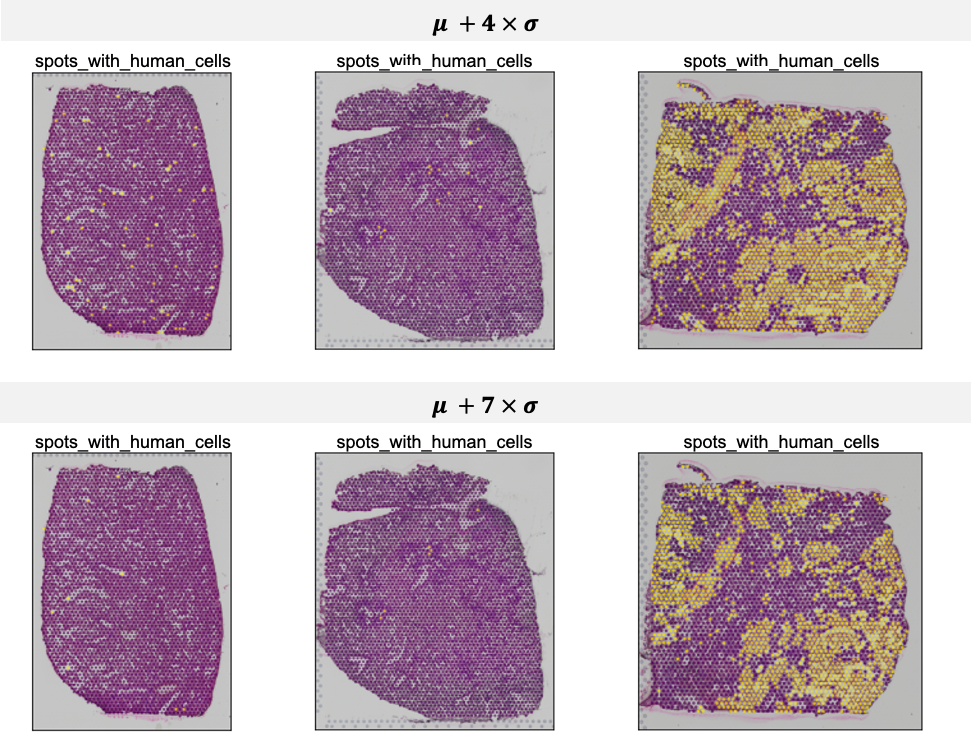 μ + 4 × σ
spots_with_human_cells spots_with_human_cells spots_with_human_cells
μ + 7 × σ
spots_with_human_cells spots_with_human_cells spots_with_human_cells